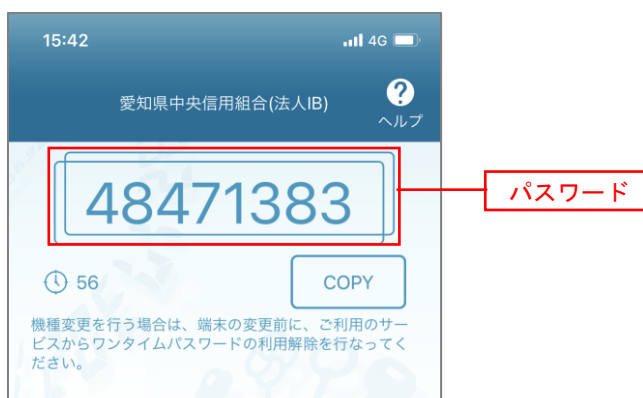 15:42 4G
愛知県中央信用組合(法人IB)
ヘルプ
48471383
パスワード
56
COPY
機種変更を行う場合は、端末の変更前に、ご利用のサー
ビスからワンタイムパスワードの利用解除を行なってく
ださい。